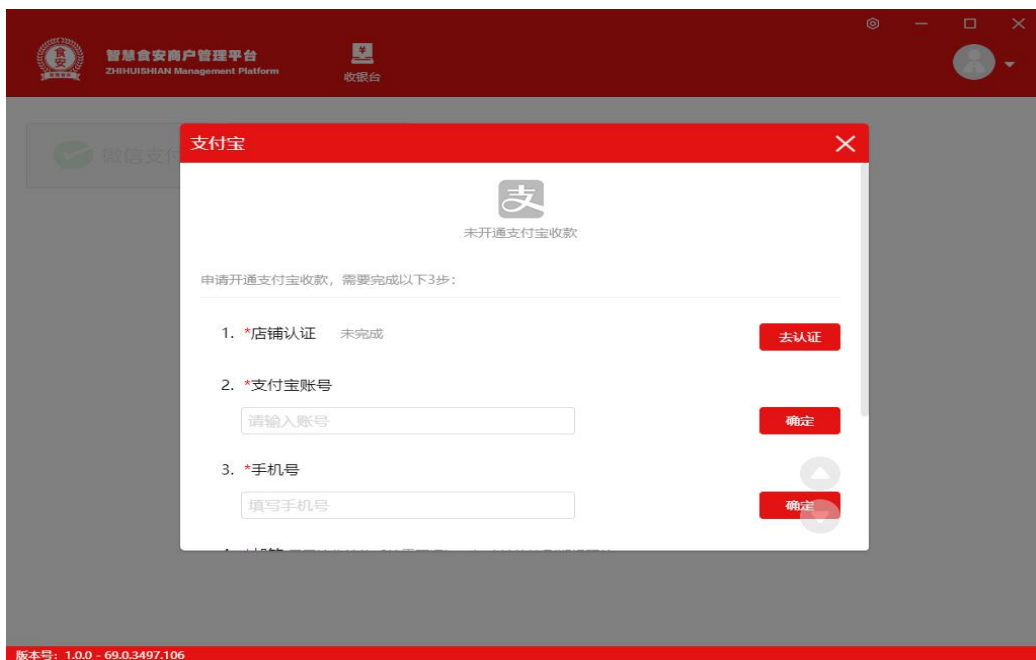 智慧食安商户管理平台
ZHIHUISHIAN Management Platform
食安
收银台
微信支付
支付宝
未开通支付宝收款
申请开通支付宝收款，需要完成以下3步：
1. *店铺认证 未完成 去认证
2. *支付宝账号
请输入账号 确定
3. *手机号
填写手机号 确定
版本号：1.0.0 - 69.0.3497.106